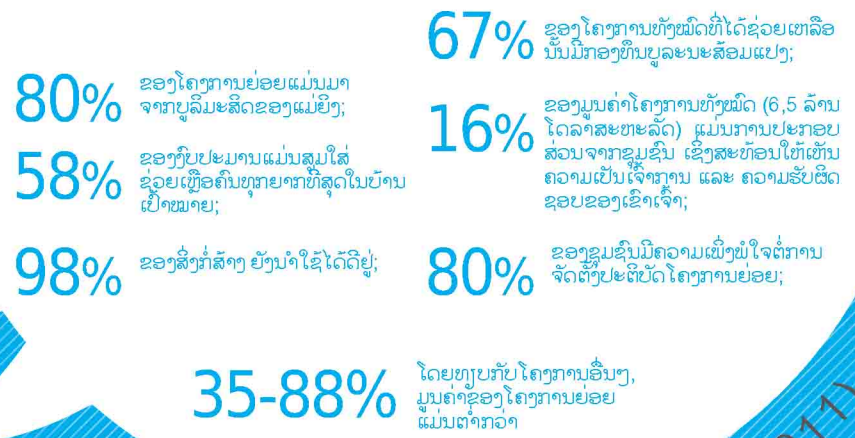 80%
ຂອງໂຄງການຍ່ອຍແມ່ນມາ
ຈາກບູລິມະສິດຂອງແມ່ຍິງ;
58%
ຂອງງົບປະມານແມ່ນສຸມໃສ່
ຊ່ວຍເຫຼືອຄົນທຸກຍາກທີ່ສຸດໃນບ້ານ
ເປົ້າໝາຍ;
98%
ຂອງສິ່ງກໍ່ສ້າງ ຍັງນຳໃຊ້ໄດ້ດີຢູ່;
67%
ຂອງໂຄງການທັງໝົດທີ່ໄດ້ຊ່ວຍເຫລືອ
ນັ້ນມີກອງທຶນບູລະນະສ້ອມແປງ;
16%
ຂອງມູນຄ່າໂຄງການທັງໝົດ (6,5 ລ້ານ
ໂດລາສະຫະລັດ) ແມ່ນການປະກອບ
ສ່ວນຈາກຊຸມຊົນ ເຊິ່ງສະທ້ອນໃຫ້ເຫັນ
ຄວາມເປັນເຈົ້າການ ແລະ ຄວາມຮັບຜິດ
ຊອບຂອງເຂົາເຈົ້າ;
80%
ຂອງຊຸມຊົນມີຄວາມເພິ່ງພໍໃຈຕໍ່ການ
ຈັດຕັ້ງປະຕິບັດໂຄງການຍ່ອຍ;
35-88%
ໂດຍທຽບກັບໂຄງການອື່ນໆ,
ມູນຄ່າຂອງໂຄງການຍ່ອຍ
ແມ່ນຕ່ຳກວ່າ
11)